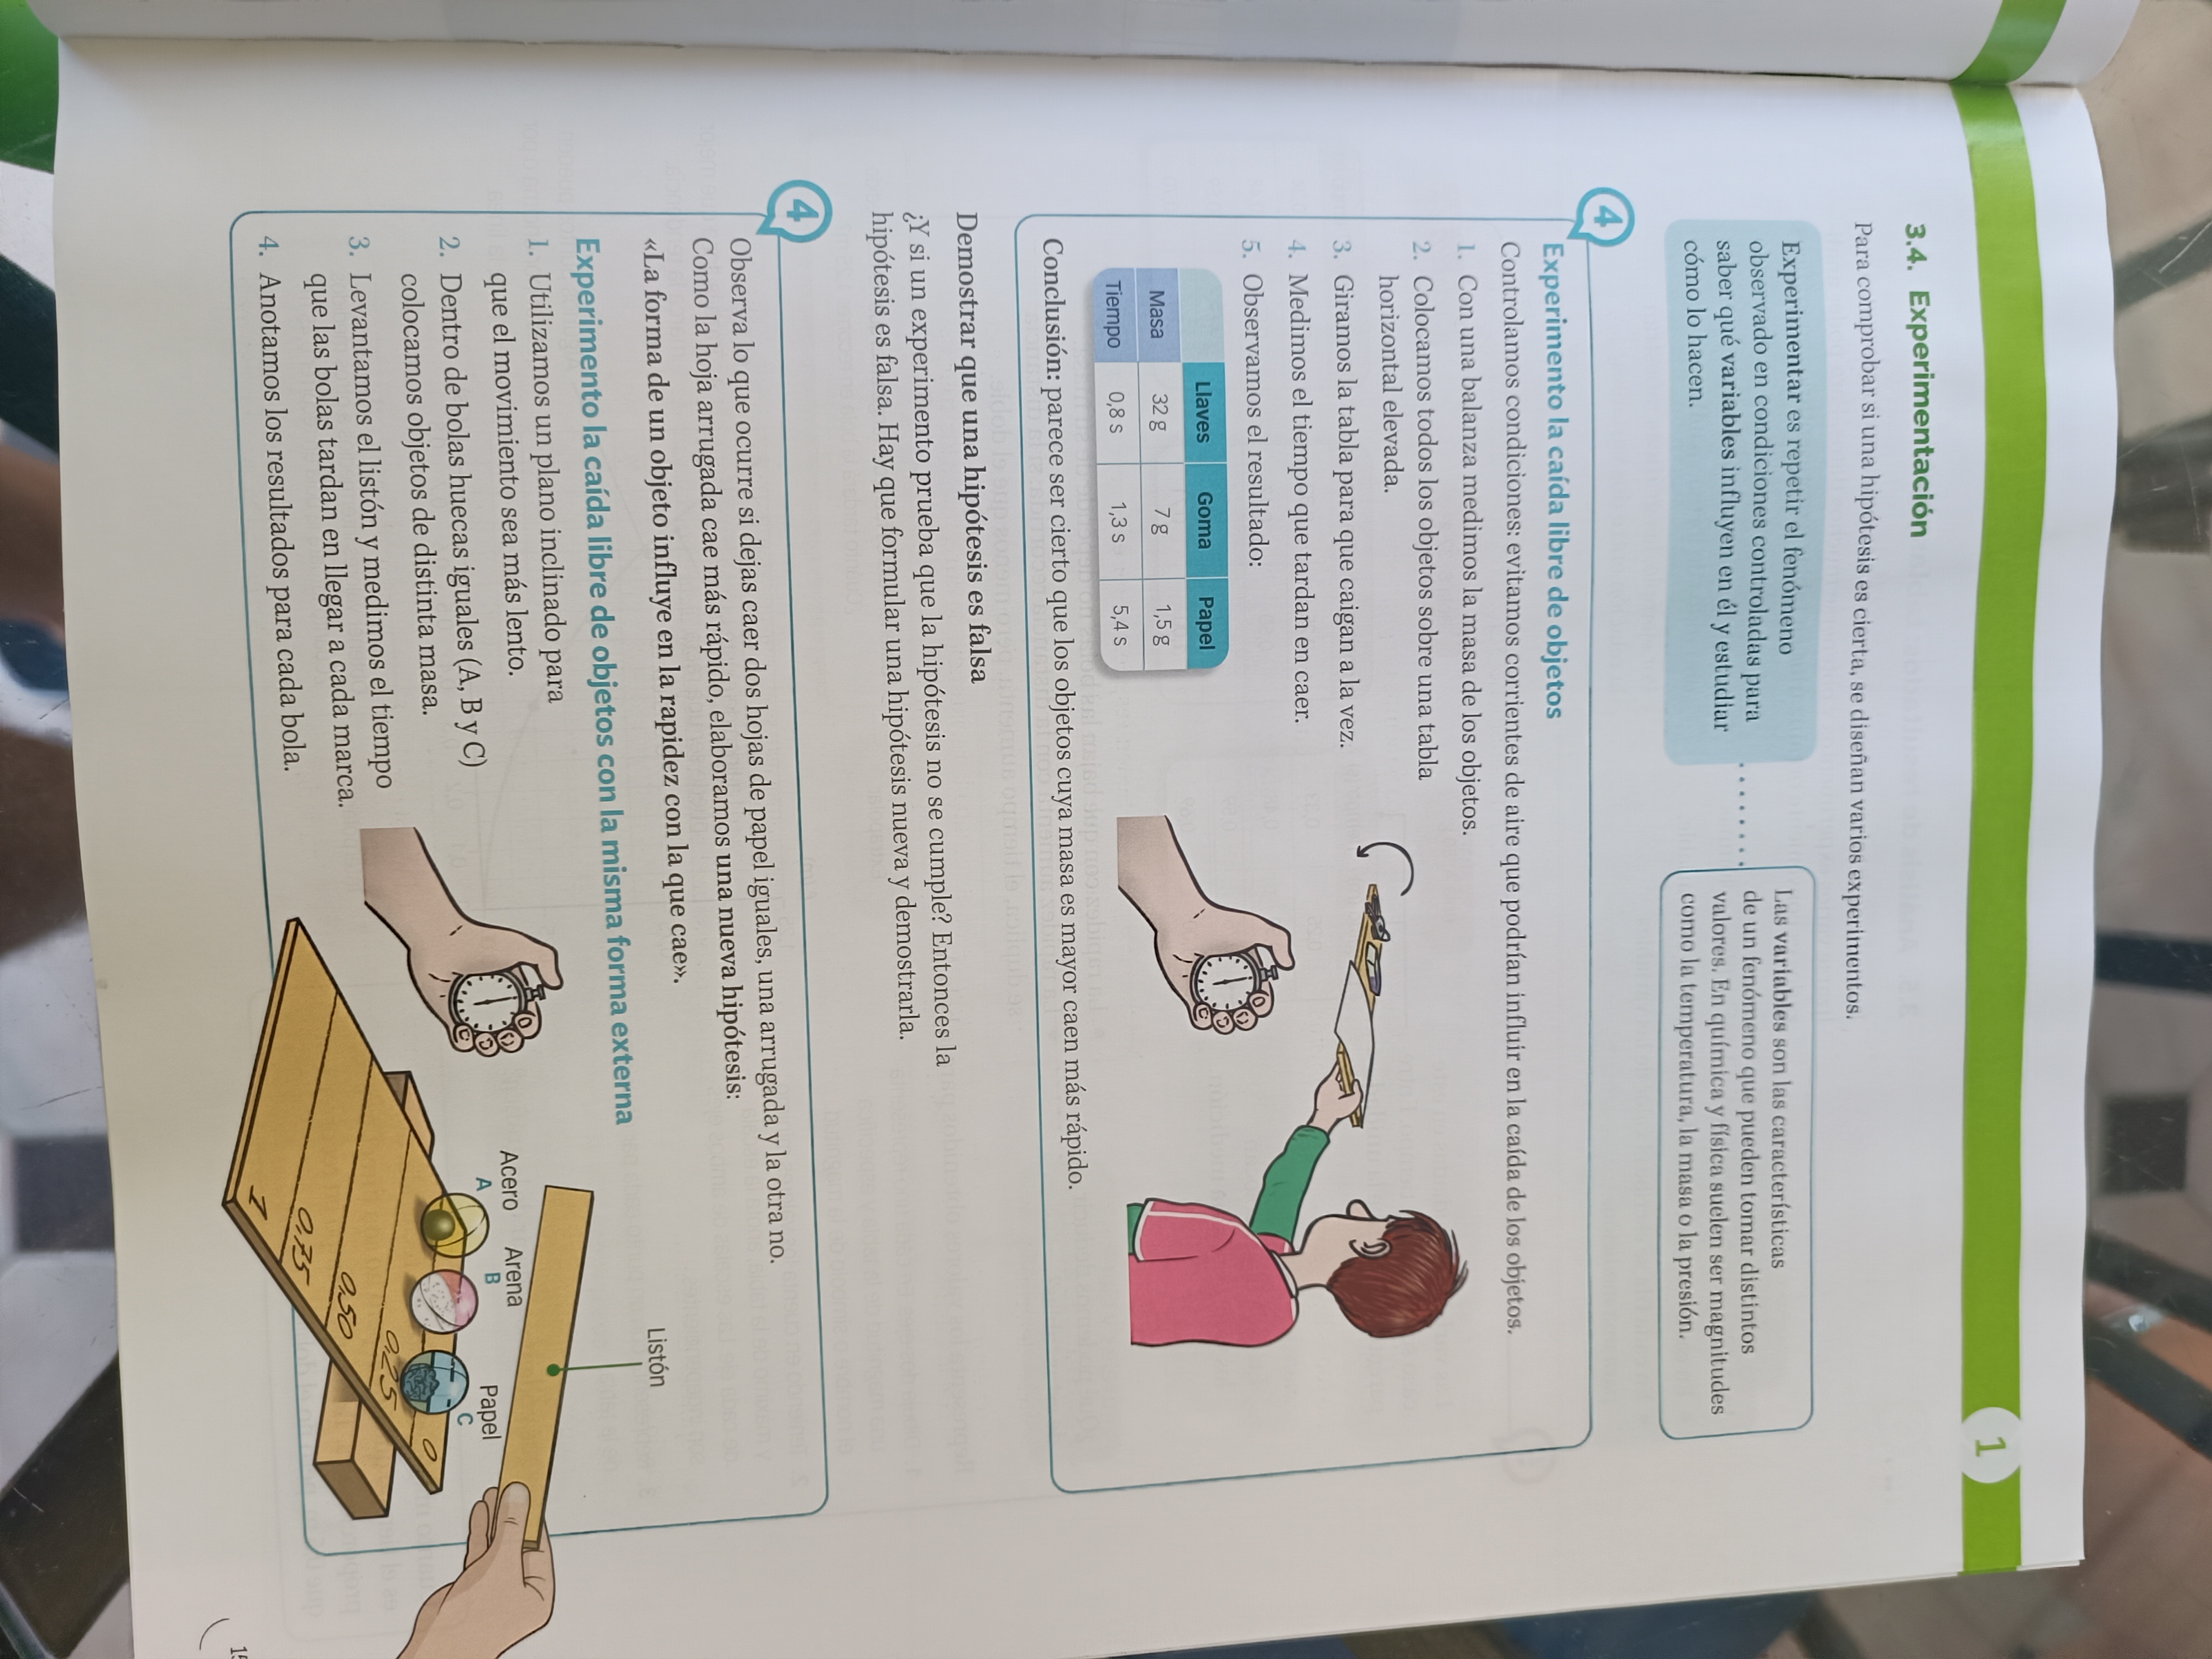 1
3.4. Experimentación
Para comprobar si una hipótesis es cierta, se diseñan varios experimentos.
Experimentar es repetir el fenómeno
observado en condiciones controladas para
saber qué variables influyen en él y estudiar
cómo lo hacen.
Las variables son las características
de un fenómeno que pueden tomar distintos
valores. En química y física suelen ser magnitudes
como la temperatura, la masa o la presión.
4
Experimento la caída libre de objetos
Controlamos condiciones: evitamos corrientes de aire que podrían influir en la caída de los objetos.
1. Con una balanza medimos la masa de los objetos.
2. Colocamos todos los objetos sobre una tabla
horizontal elevada.
3. Giramos la tabla para que caigan a la vez.
4. Medimos el tiempo que tardan en caer.
5. Observamos el resultado:
Llaves Goma Papel
Masa 32 g 7 g 1,5 g
Tiempo 0,8 s 1,3 s 5,4 s
Conclusión: parece ser cierto que los objetos cuya masa es mayor caen más rápido.
Demostrar que una hipótesis es falsa
¿Y si un experimento prueba que la hipótesis no se cumple? Entonces la
hipótesis es falsa. Hay que formular una hipótesis nueva y demostrarla.
4
Observa lo que ocurre si dejas caer dos hojas de papel iguales, una arrugada y la otra no.
Como la hoja arrugada cae más rápido, elaboramos una nueva hipótesis:
«La forma de un objeto influye en la rapidez con la que cae».
Experimento la caída libre de objetos con la misma forma externa
1. Utilizamos un plano inclinado para
que el movimiento sea más lento.
2. Dentro de bolas huecas iguales (A, B y C)
colocamos objetos de distinta masa.
3. Levantamos el listón y medimos el tiempo
que las bolas tardan en llegar a cada marca.
4. Anotamos los resultados para cada bola.
Listón
Acero
A
Arena
B
Papel
C
0
0,25
0,50
0,75
1